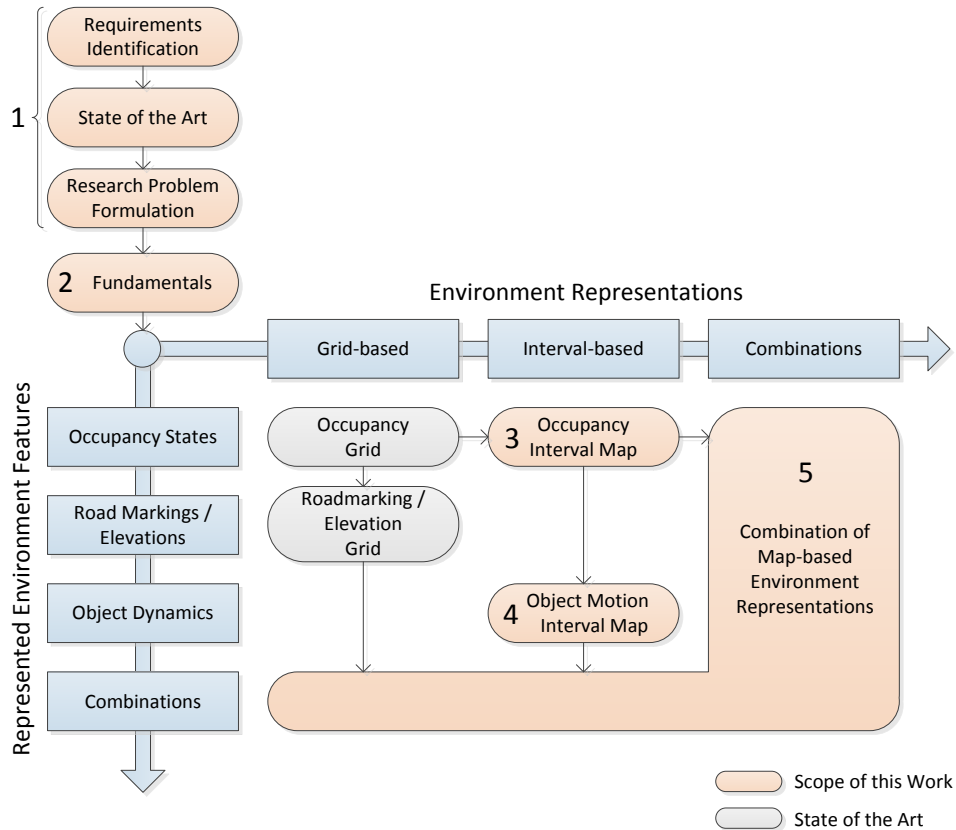 Requirements
Identification
1
State of the Art
Research Problem
Formulation
2 Fundamentals
Environment Representations
Grid-based
Interval-based
Combinations
Represented Environment Features
Occupancy States
Road Markings /
Elevations
Object Dynamics
Combinations
Occupancy
Grid
3 Occupancy
Interval Map
Roadmarking /
Elevation
Grid
4 Object Motion
Interval Map
5
Combination of
Map-based
Environment
Representations
Scope of this Work
State of the Art